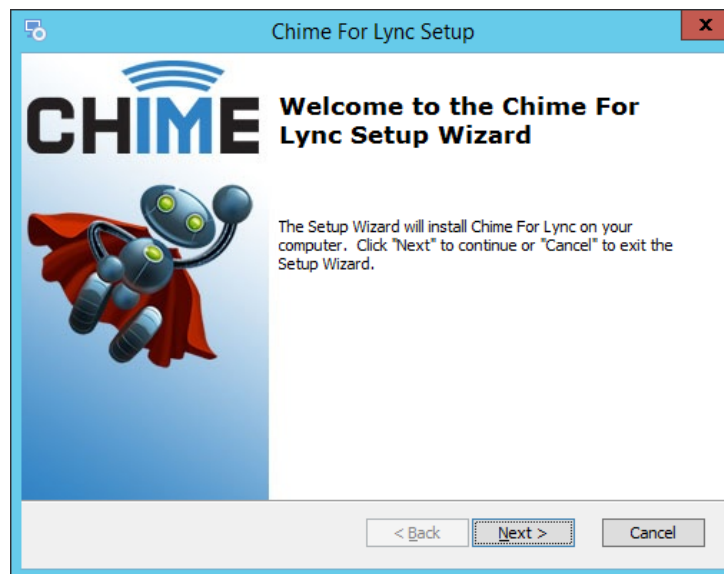 Chime For Lync Setup
x
CHIME
Welcome to the Chime For
Lync Setup Wizard
The Setup Wizard will install Chime For Lync on your
computer. Click "Next" to continue or "Cancel" to exit the
Setup Wizard.
< Back
Next >
Cancel